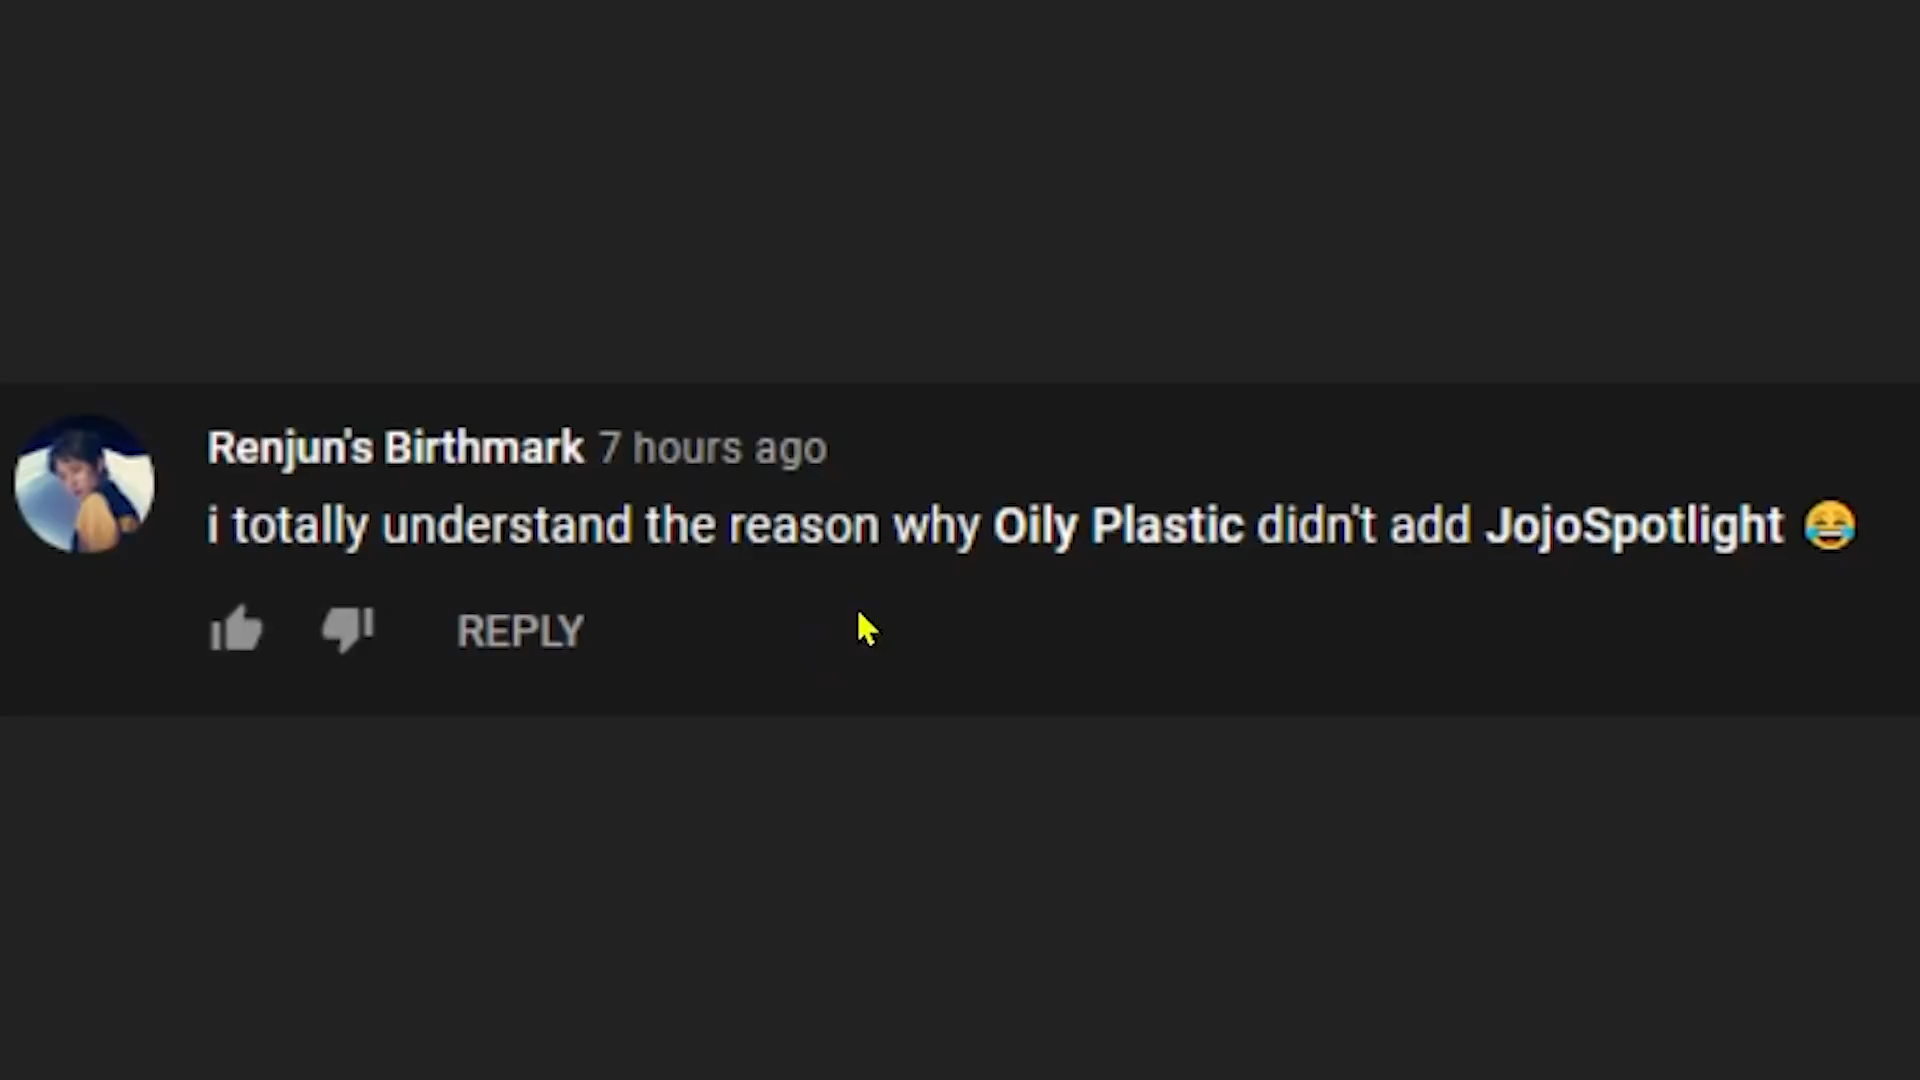 Renjun's Birthmark 7 hours ago
i totally understand the reason why Oily Plastic didn't add JojoSpotlight 😂
REPLY